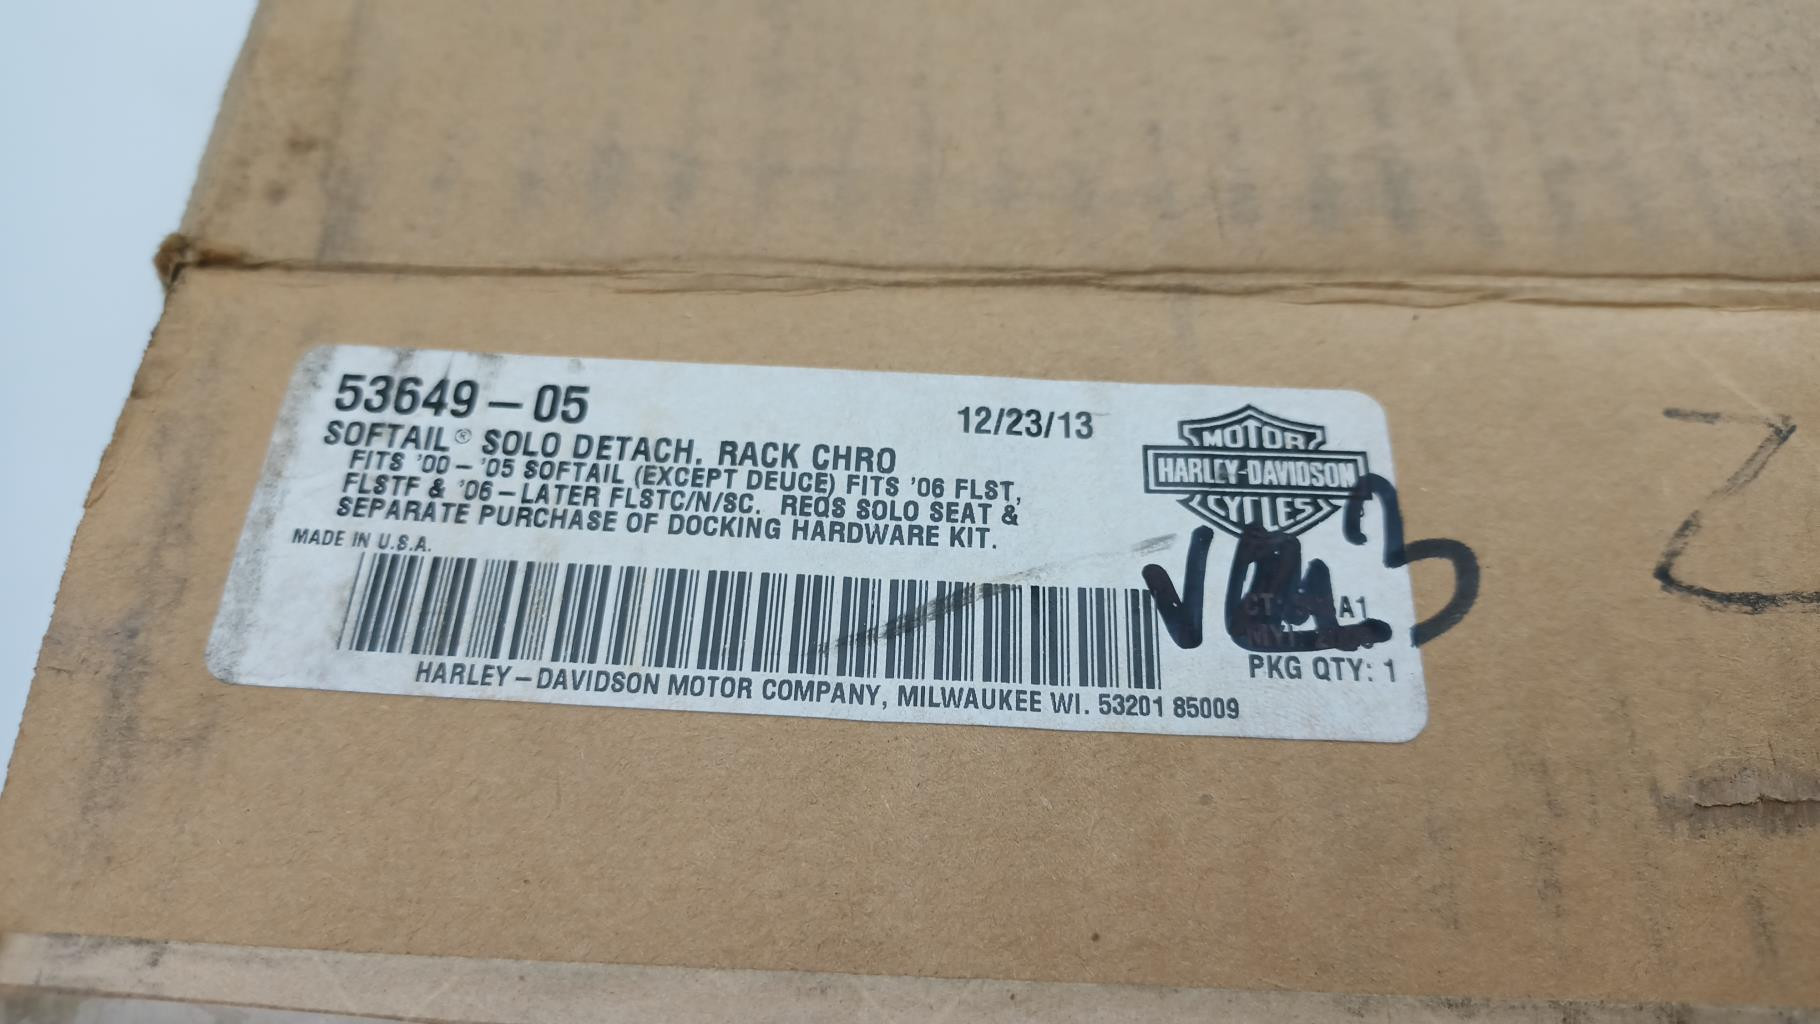 53649-05
12/23/13
SOFTAIL® SOLO DETACH. RACK CHRO
FITS '00-'05 SOFTAIL (EXCEPT DEUCE) FITS '06 FLST,
FLSTF & '06-LATER FLSTC/N/SC. REQS SOLO SEAT &
SEPARATE PURCHASE OF DOCKING HARDWARE KIT.
MADE IN U.S.A.
MOTOR
HARLEY-DAVIDSON
CYCLES
A1
PKG QTY: 1
HARLEY-DAVIDSON MOTOR COMPANY, MILWAUKEE WI. 53201 85009